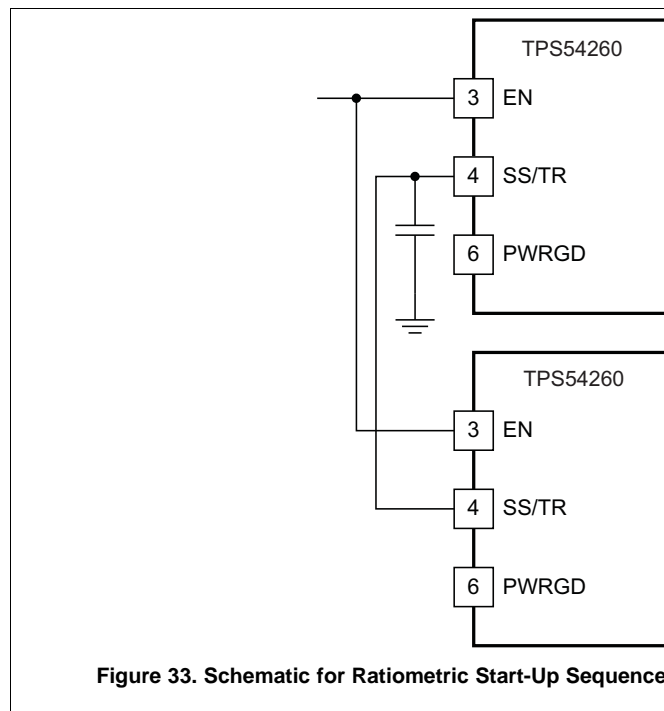 TPS54260
3 EN
4 SS/TR
6 PWRGD
TPS54260
3 EN
4 SS/TR
6 PWRGD
Figure 33. Schematic for Ratiometric Start-Up Sequence